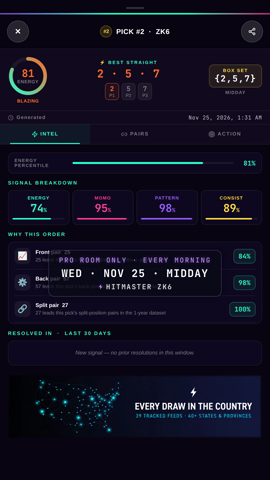 ✕
#2 PICK #2 · ZK6
81
ENERGY
BLAZING
⚡ BEST STRAIGHT
2 · 5 · 7
2 5 7
P1 P2 P3
BOX SET
{2,5,7}
MIDDAY
Generated
Nov 25, 2026, 1:31 AM
INTEL
PAIRS
ACTION
ENERGY
PERCENTILE
81%
SIGNAL BREAKDOWN
ENERGY
74%
MOMO
95%
PATTERN
98%
CONSIST
89%
WHY THIS ORDER
Front pair 25
84%
PRO ROOM ONLY · EVERY MORNING
WED · NOV 25 · MIDDAY
⚡ HITMASTER ZK6
Back pair
98%
Split pair 27
27 leads this pick's split-position pairs in the 1-year dataset
100%
RESOLVED IN · LAST 30 DAYS
New signal — no prior resolutions in this window.
EVERY DRAW IN THE COUNTRY
39 TRACKED FEEDS · 40+ STATES & PROVINCES